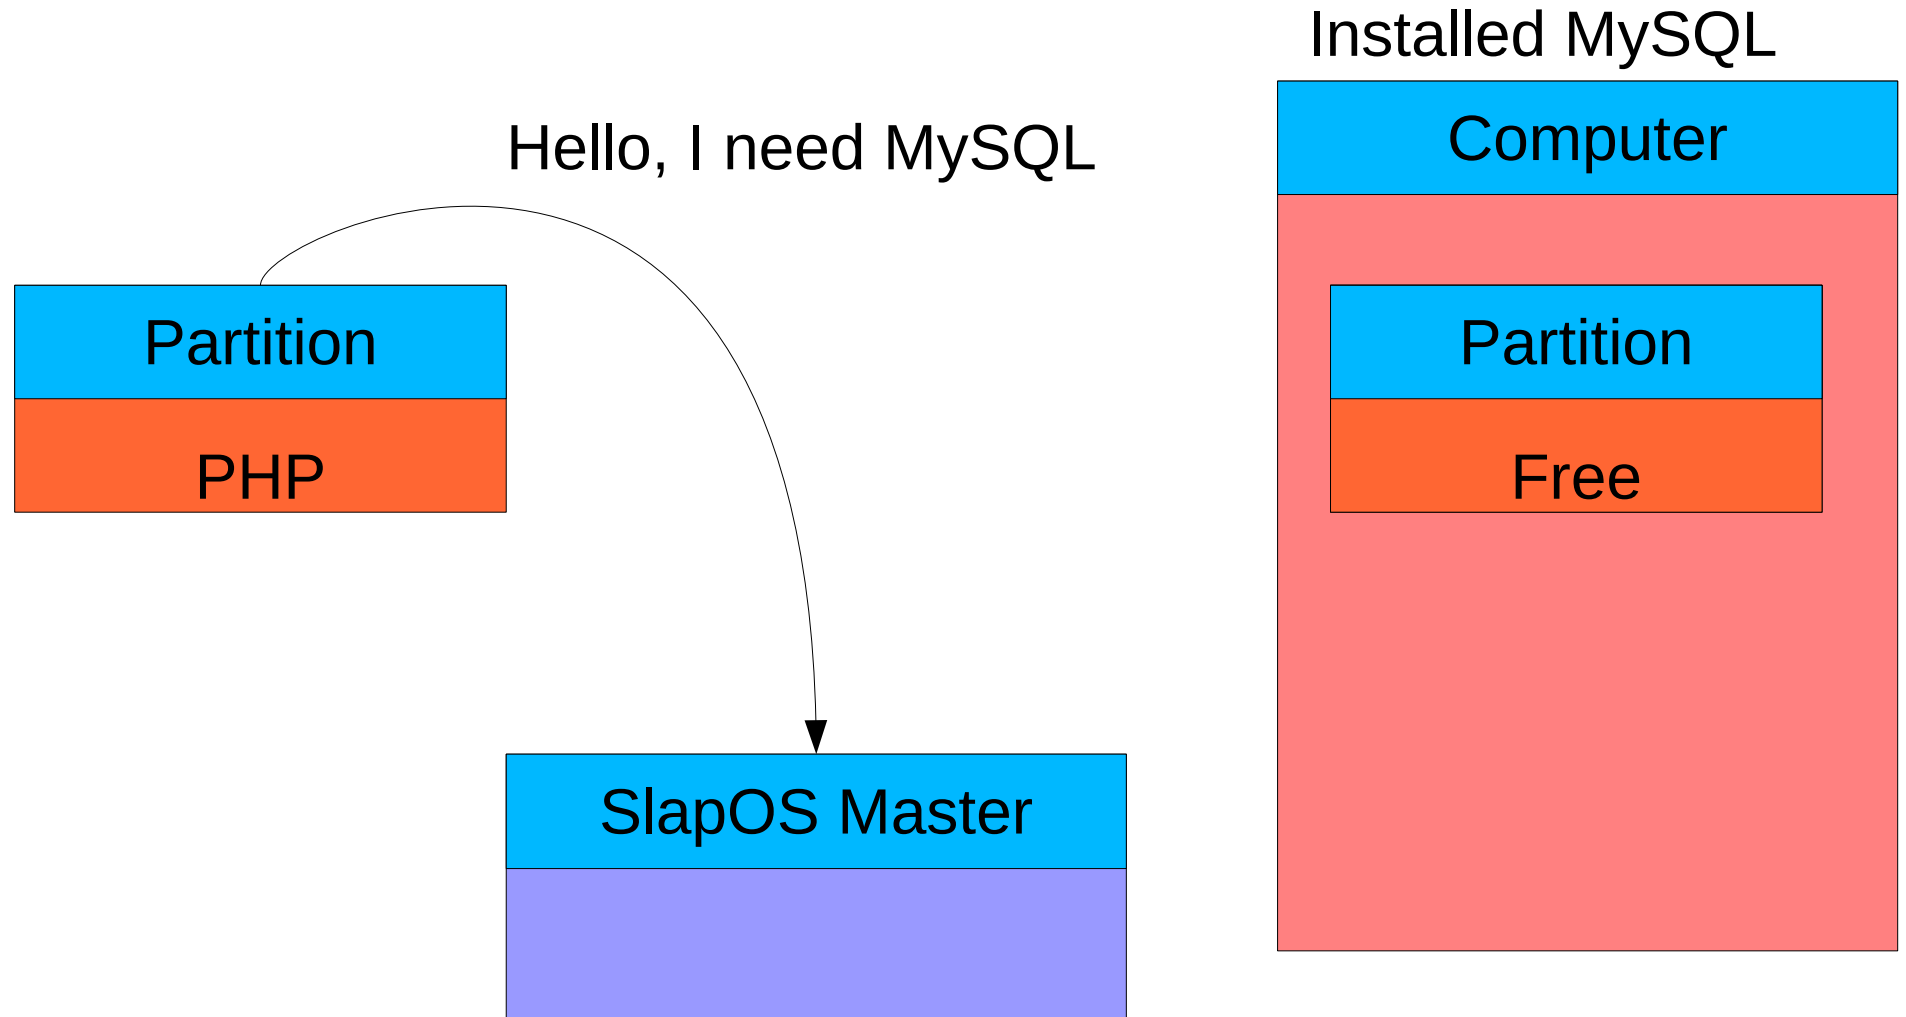 Installed MySQL
Computer
Hello, I need MySQL
Partition
PHP
Partition
Free
SlapOS Master